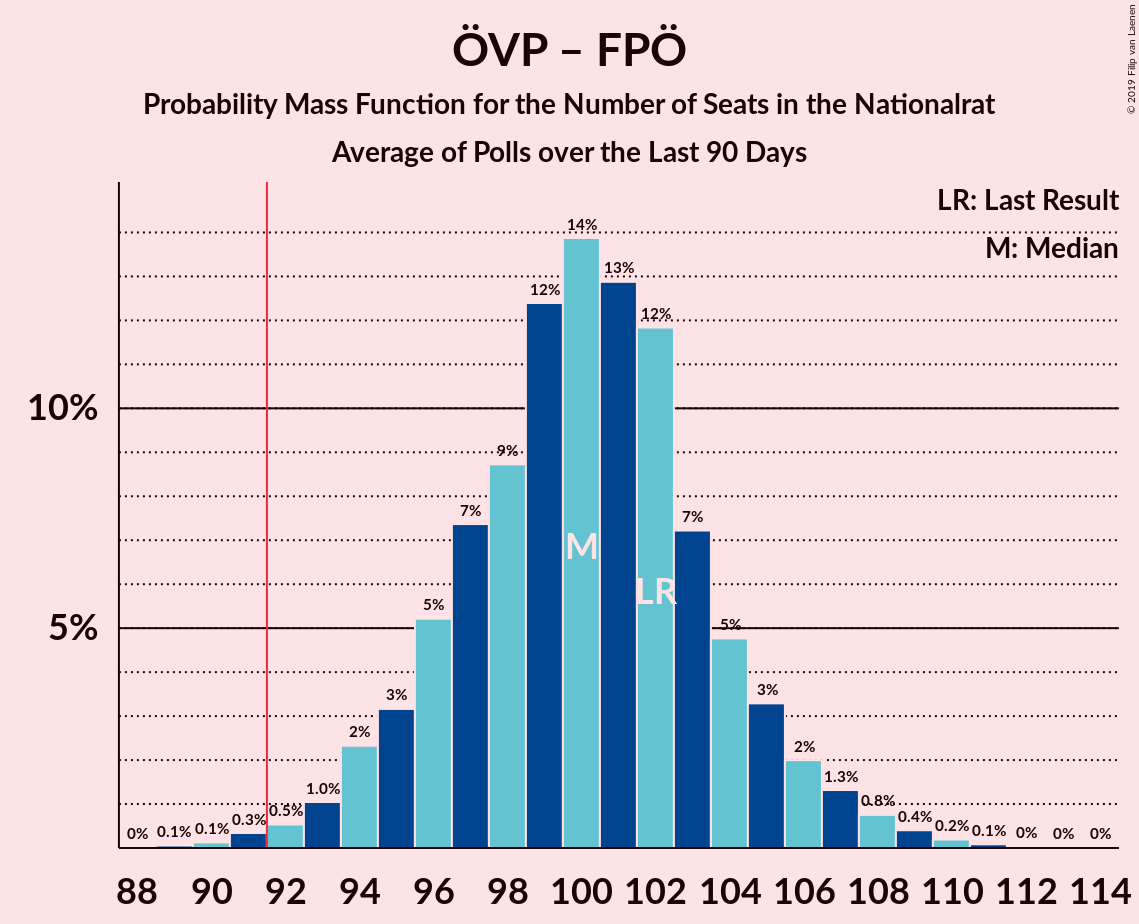 ÖVP – FPÖ
Probability Mass Function for the Number of Seats in the Nationalrat
Average of Polls over the Last 90 Days
© 2019 Filip van Laenen
LR: Last Result
M: Median
14%
13%
12%
12%
10%
9%
7%
7%
M
LR
5%
5%
5%
3%
3%
2%
2%
1.3%
1.0%
0.8%
0.5%
0.4%
0.3%
0.2%
0% 0.1% 0.1% 0.1% 0% 0% 0%
88 90 92 94 96 98 100 102 104 106 108 110 112 114